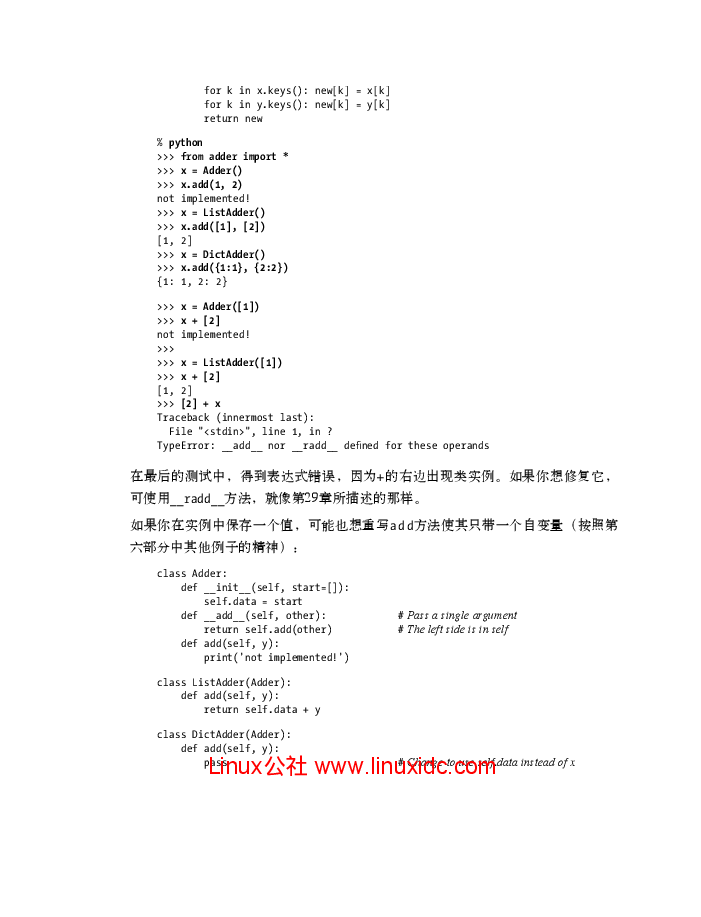 for k in x.keys(): new[k] = x[k]
        for k in y.keys(): new[k] = y[k]
        return new
% python
>>> from adder import *
>>> x = Adder()
>>> x.add(1, 2)
not implemented!
>>> x = ListAdder()
>>> x.add([1], [2])
[1, 2]
>>> x = DictAdder()
>>> x.add({1:1}, {2:2})
{1: 1, 2: 2}
>>> x = Adder([1])
>>> x + [2]
not implemented!
>>>
>>> x = ListAdder([1])
>>> x + [2]
[1, 2]
>>> [2] + x
Traceback (innermost last):
  File "<stdin>", line 1, in ?
TypeError: __add__ nor __radd__ defined for these operands
在最后的测试中，得到表达式错误，因为+的右边出现类实例。如果你想修复它，
可使用__radd__方法，就像第29章所描述的那样。
如果你在实例中保存一个值，可能也想重写add方法使其只带一个自变量（按照第
六部分中其他例子的精神）：
class Adder:
    def __init__(self, start=[]):
        self.data = start
    def __add__(self, other):            # Pass a single argument
        return self.add(other)           # The left side is in self
    def add(self, y):
        print('not implemented!')
class ListAdder(Adder):
    def add(self, y):
        return self.data + y
class DictAdder(Adder):
    def add(self, y):
        pass                             # Change to use self.data instead of x
Linux公社 www.linuxidc.com